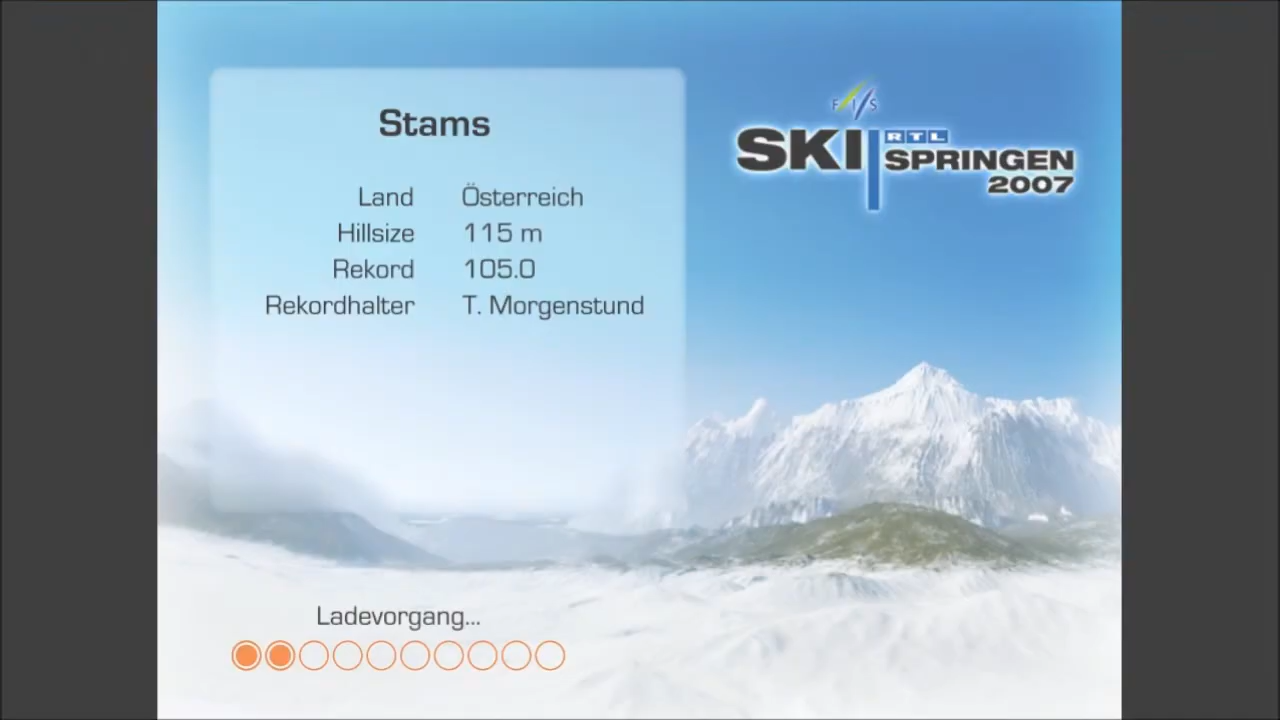 Stams
Land Österreich
Hillsize 115 m
Rekord 105.0
Rekordhalter T. Morgenstund
FIS
SKI RTL SPRINGEN
2007
Ladevorgang...